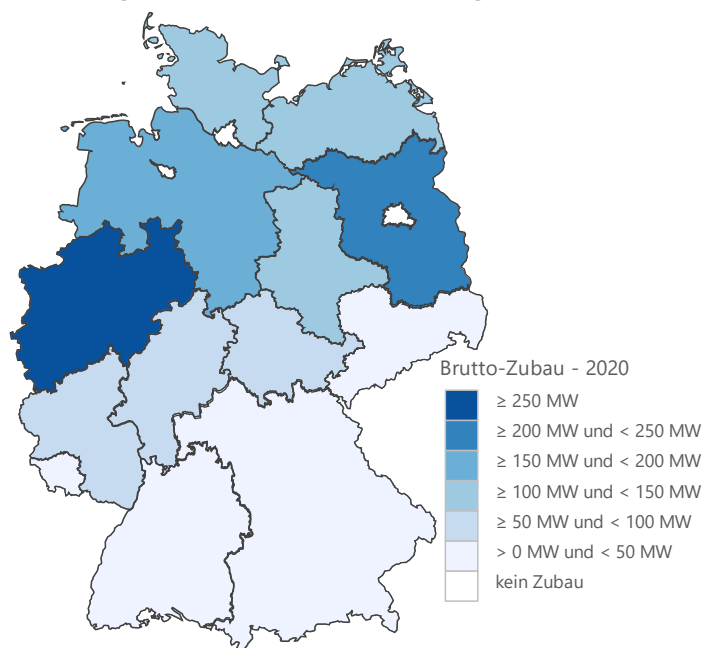 Brutto-Zubau - 2020
≥ 250 MW
≥ 200 MW und < 250 MW
≥ 150 MW und < 200 MW
≥ 100 MW und < 150 MW
≥ 50 MW und < 100 MW
> 0 MW und < 50 MW
kein Zubau